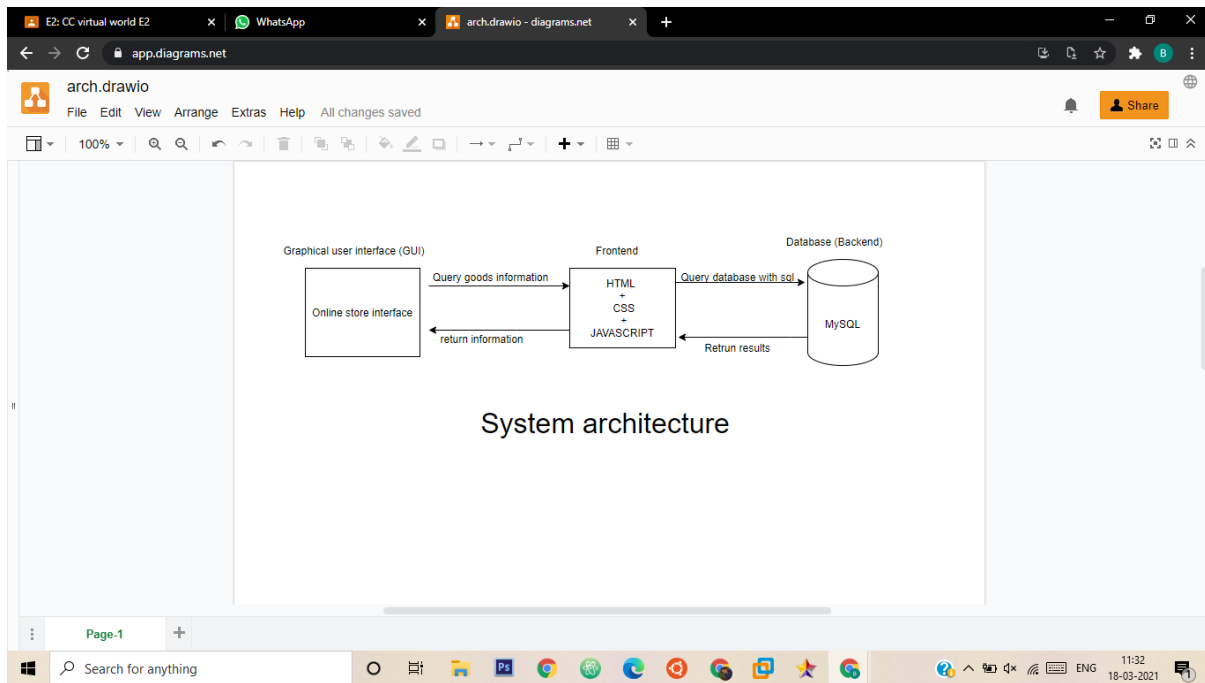 E2: CC virtual world E2
WhatsApp
arch.drawio - diagrams.net
app.diagrams.net
B
arch.drawio
File Edit View Arrange Extras Help All changes saved
Share
100%
Graphical user interface (GUI)
Frontend
Database (Backend)
Query goods information
Query database with sql
Online store interface
HTML
+
CSS
+
JAVASCRIPT
MySQL
return information
Retrun results
System architecture
Page-1
Search for anything
Ps
ENG
11:32
18-03-2021
1